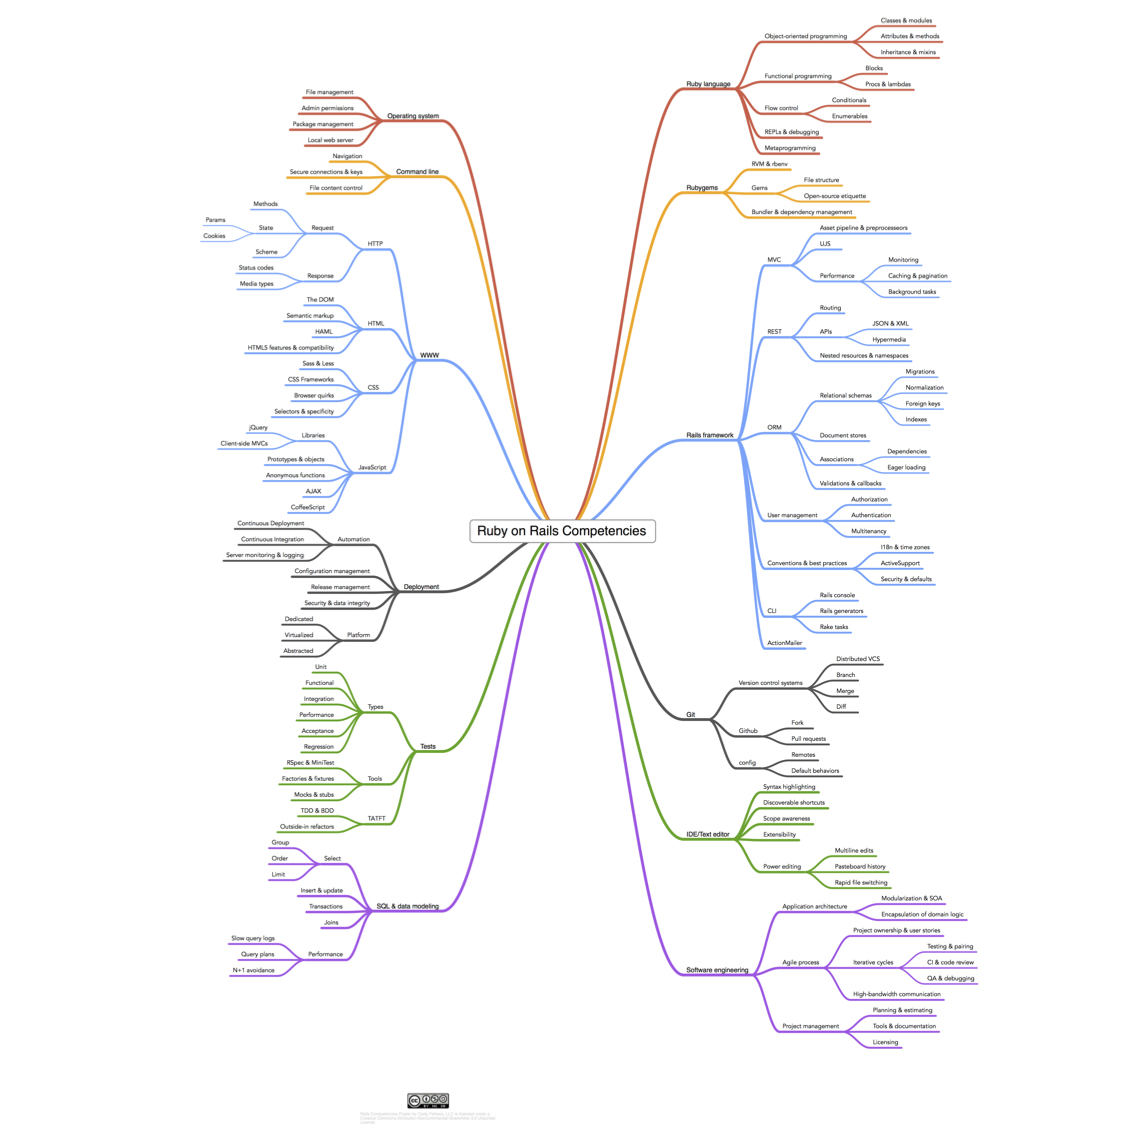 Ruby on Rails Competencies
Operating system
File management
Admin permissions
Package management
Local web server
Command line
Navigation
Secure connections & keys
File content control
WWW
HTTP
Request
Methods
State
Params
Cookies
Scheme
Response
Status codes
Media types
HTML
The DOM
Semantic markup
HAML
HTML5 features & compatibility
CSS
Sass & Less
CSS Frameworks
Browser quirks
Selectors & specificity
JavaScript
Libraries
jQuery
Client-side MVCs
Prototypes & objects
Anonymous functions
AJAX
CoffeeScript
Deployment
Automation
Continuous Deployment
Continuous Integration
Server monitoring & logging
Configuration management
Release management
Security & data integrity
Platform
Dedicated
Virtualized
Abstracted
Tests
Types
Unit
Functional
Integration
Performance
Acceptance
Regression
Tools
RSpec & MiniTest
Factories & fixtures
Mocks & stubs
TATFT
TDD & BDD
Outside-in refactors
SQL & data modeling
Select
Group
Order
Limit
Insert & update
Transactions
Joins
Performance
Slow query logs
Query plans
N+1 avoidance
Ruby language
Object-oriented programming
Classes & modules
Attributes & methods
Inheritance & mixins
Functional programming
Blocks
Procs & lambdas
Flow control
Conditionals
Enumerables
REPLs & debugging
Metaprogramming
Rubygems
RVM & rbenv
Gems
File structure
Open-source etiquette
Bundler & dependency management
Rails framework
MVC
Asset pipeline & preprocesseors
UJS
Performance
Monitoring
Caching & pagination
Background tasks
REST
Routing
APIs
JSON & XML
Hypermedia
Nested resources & namespaces
ORM
Relational schemas
Migrations
Normalization
Foreign keys
Indexes
Document stores
Associations
Dependencies
Eager loading
Validations & callbacks
User management
Authorization
Authentication
Multitenancy
Conventions & best practices
I18n & time zones
ActiveSupport
Security & defaults
CLI
Rails console
Rails generators
Rake tasks
ActionMailer
Git
Version control systems
Distributed VCS
Branch
Merge
Diff
Github
Fork
Pull requests
config
Remotes
Default behaviors
IDE/Text editor
Syntax highlighting
Discoverable shortcuts
Scope awareness
Extensibility
Power editing
Multiline edits
Pasteboard history
Rapid file switching
Software engineering
Application architecture
Modularization & SOA
Encapsulation of domain logic
Agile process
Project ownership & user stories
Iterative cycles
Testing & pairing
CI & code review
QA & debugging
High-bandwidth communication
Project management
Planning & estimating
Tools & documentation
Licensing